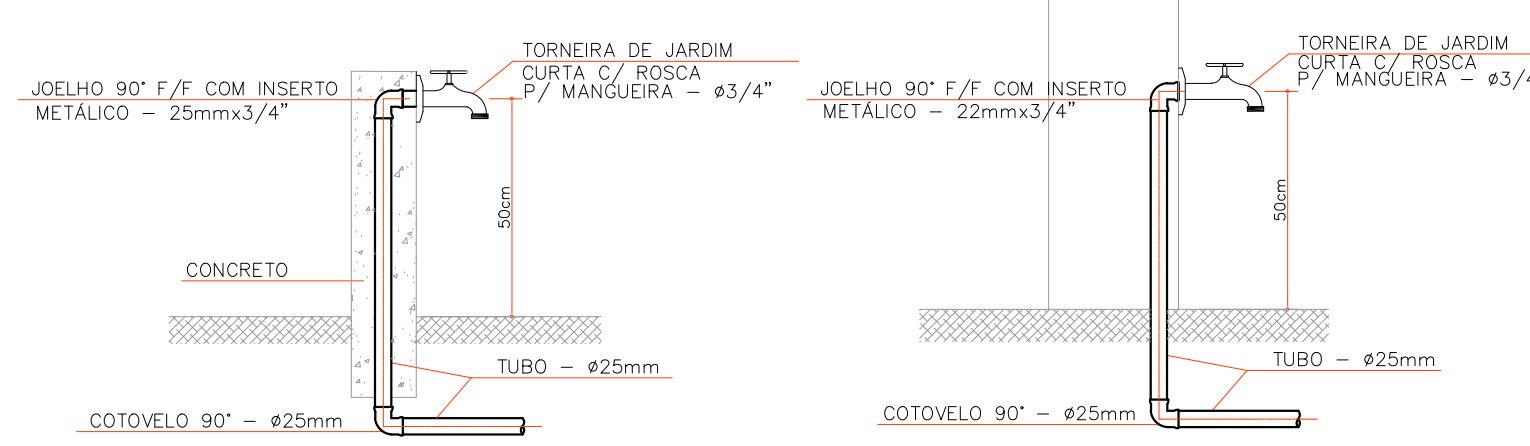 TORNEIRA DE JARDIM
CURTA C/ ROSCA
P/ MANGUEIRA – ø3/4”
JOELHO 90° F/F COM INSERTO
METÁLICO – 25mmx3/4”
50cm
CONCRETO
TUBO – ø25mm
COTOVELO 90° – ø25mm
TORNEIRA DE JARDIM
CURTA C/ ROSCA
P/ MANGUEIRA – ø3/4
JOELHO 90° F/F COM INSERTO
METÁLICO – 22mmx3/4”
50cm
TUBO – ø25mm
COTOVELO 90° – ø25mm